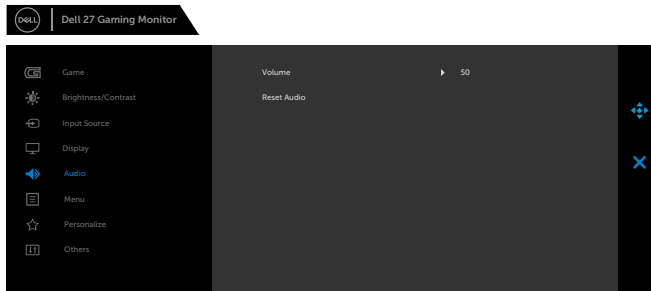 DELL
Dell 27 Gaming Monitor
Game
Volume 50
Brightness/Contrast
Reset Audio
Input Source
Display
Audio
Menu
Personalize
Others